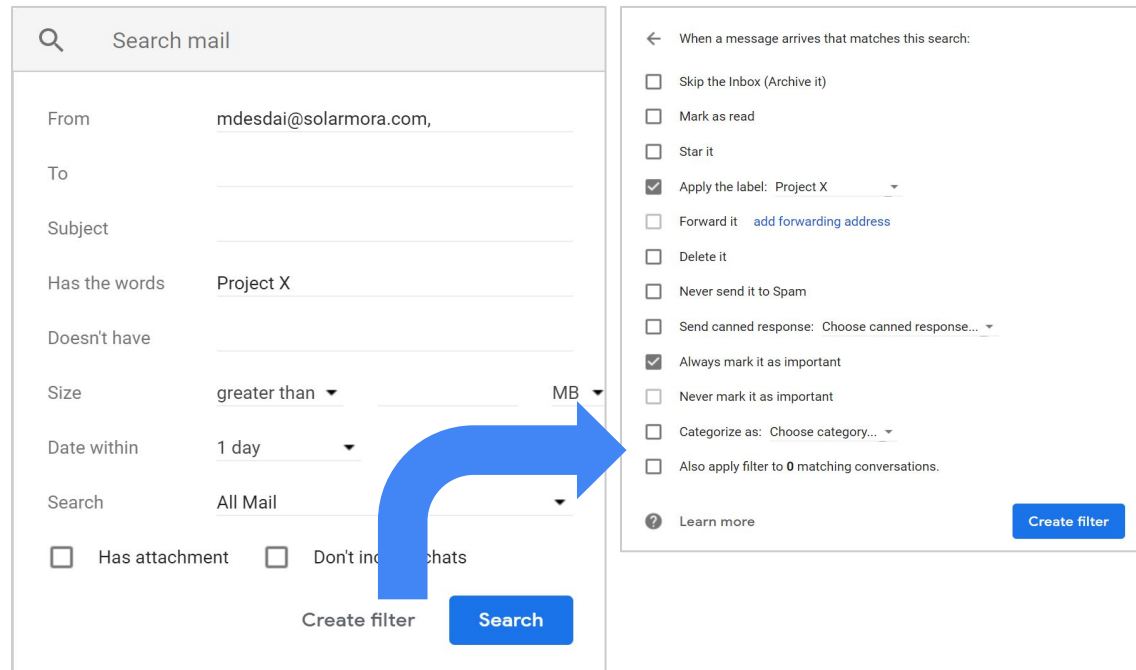 Search mail
From mdesdai@solarmora.com,
To
Subject
Has the words Project X
Doesn't have
Size greater than MB
Date within 1 day
Search All Mail
Has attachment Don't inc chats
Create filter Search
When a message arrives that matches this search:
Skip the Inbox (Archive it)
Mark as read
Star it
Apply the label: Project X
Forward it add forwarding address
Delete it
Never send it to Spam
Send canned response: Choose canned response...
Always mark it as important
Never mark it as important
Categorize as: Choose category...
Also apply filter to 0 matching conversations.
Learn more Create filter